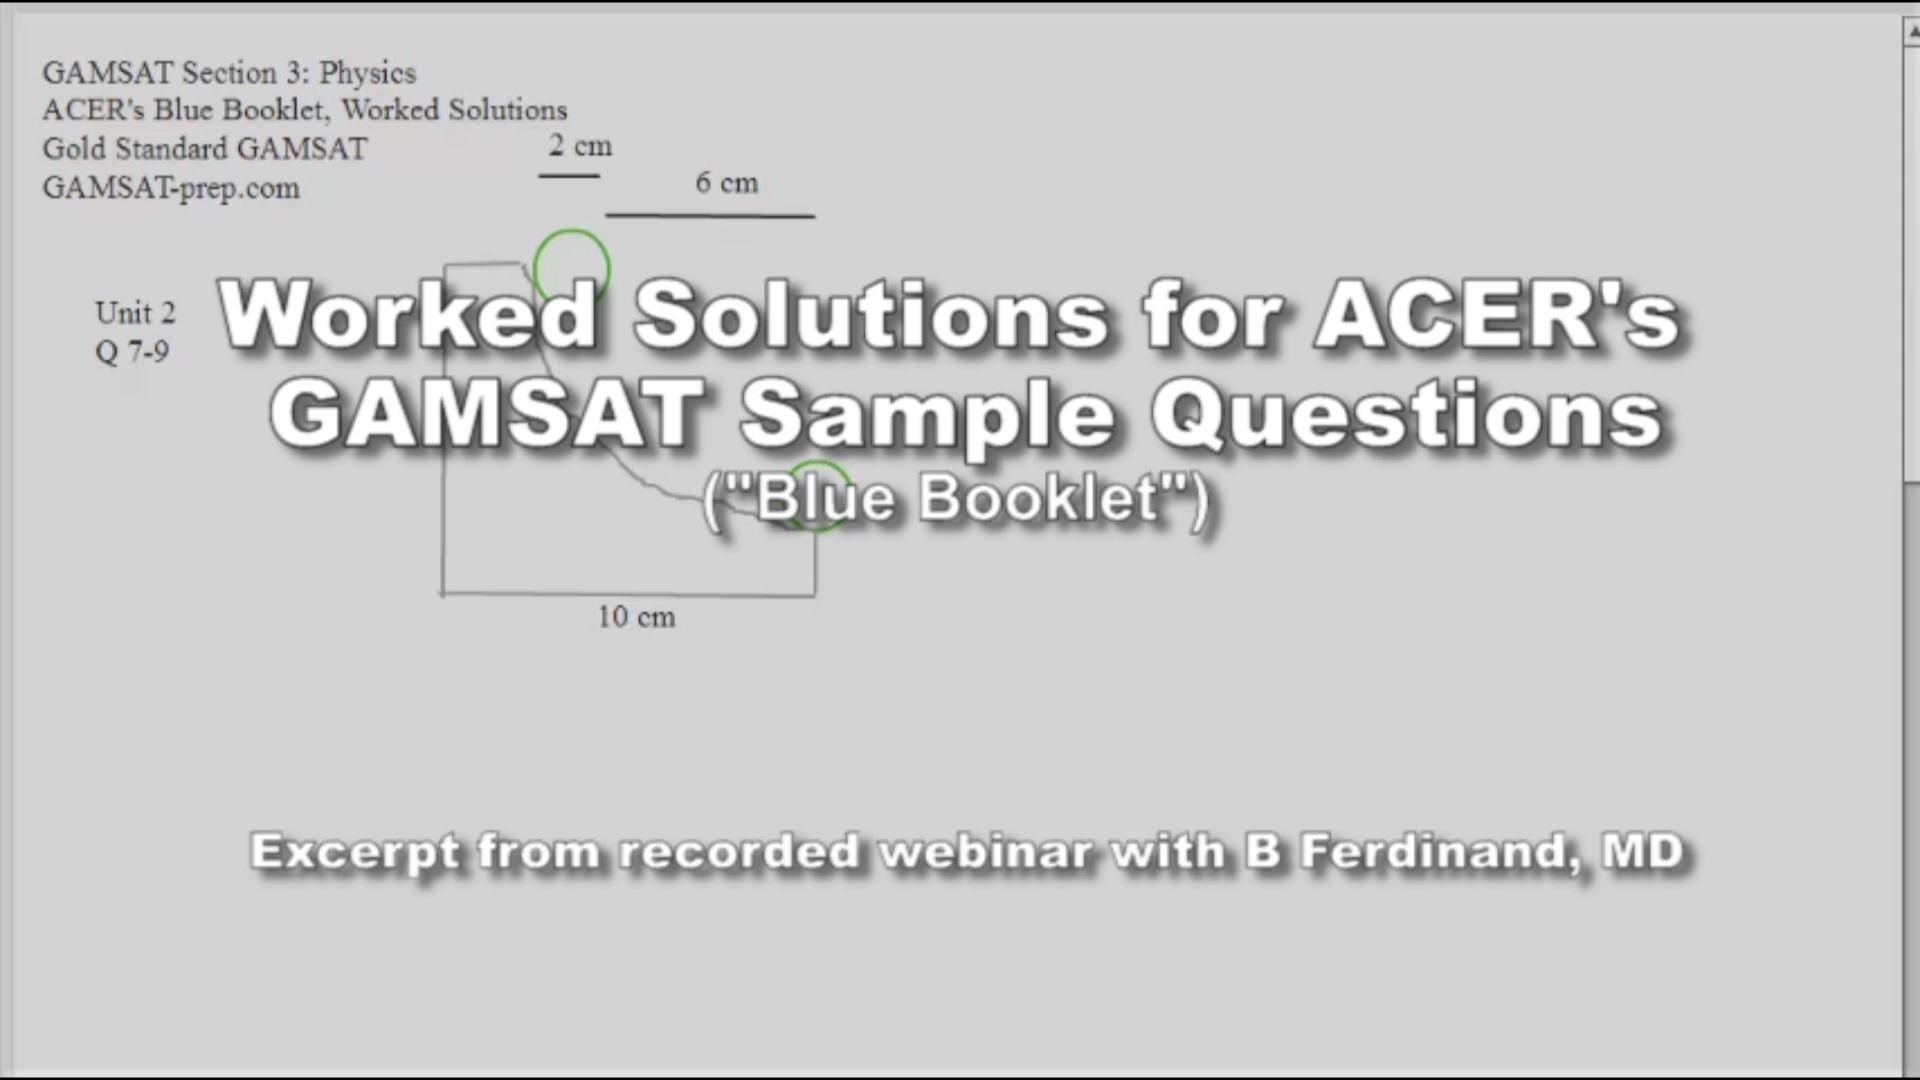 GAMSAT Section 3: Physics
ACER's Blue Booklet, Worked Solutions
Gold Standard GAMSAT
GAMSAT-prep.com
2 cm
6 cm
Unit 2
Q 7-9
Worked Solutions for ACER's
GAMSAT Sample Questions
("Blue Booklet")
10 cm
Excerpt from recorded webinar with B Ferdinand, MD